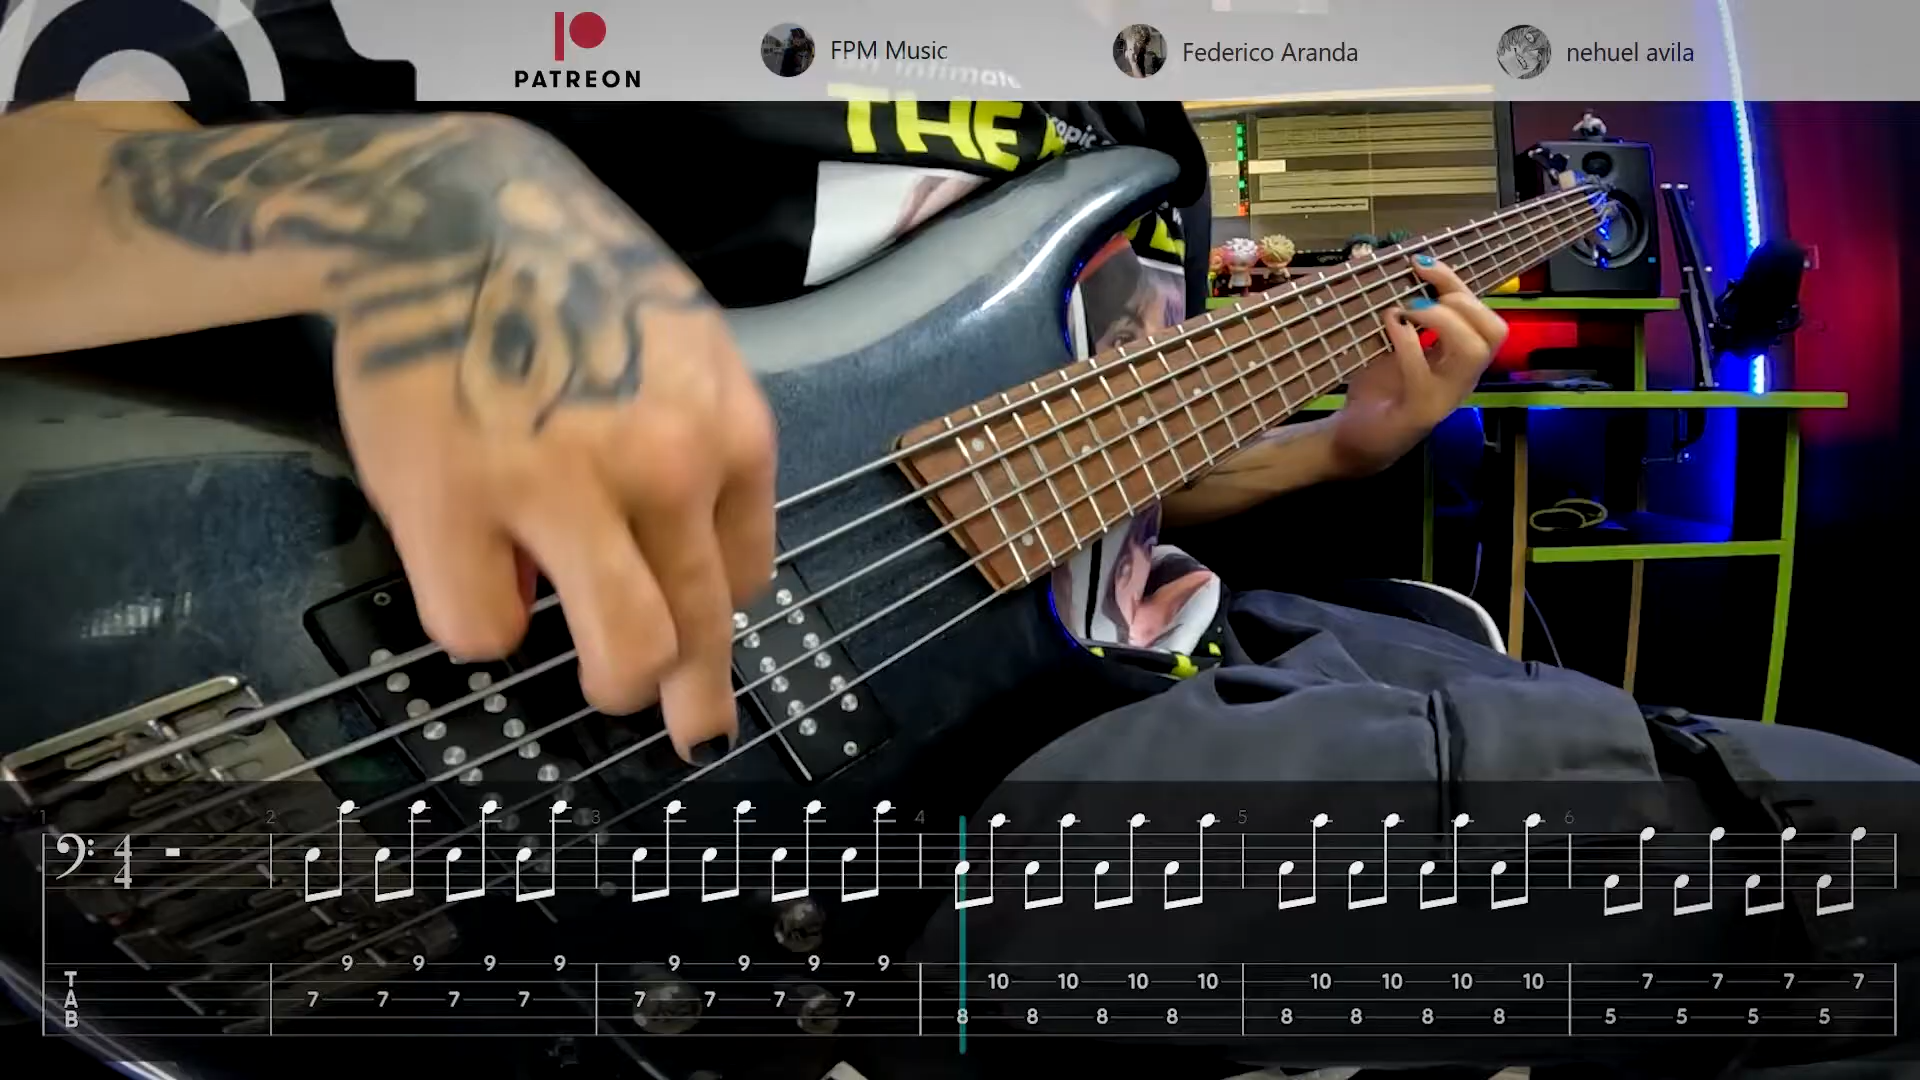 PATREON
FPM Music
Federico Aranda
nehuel avila
THE
1 2 3 4 5 6
4
4
9 9 9 9 9 9 9 9
T 10 10 10 10 10 10 10 10 7 7 7 7
A 7 7 7 7 7 7 7 7
B 8 8 8 8 8 8 8 8 5 5 5 5